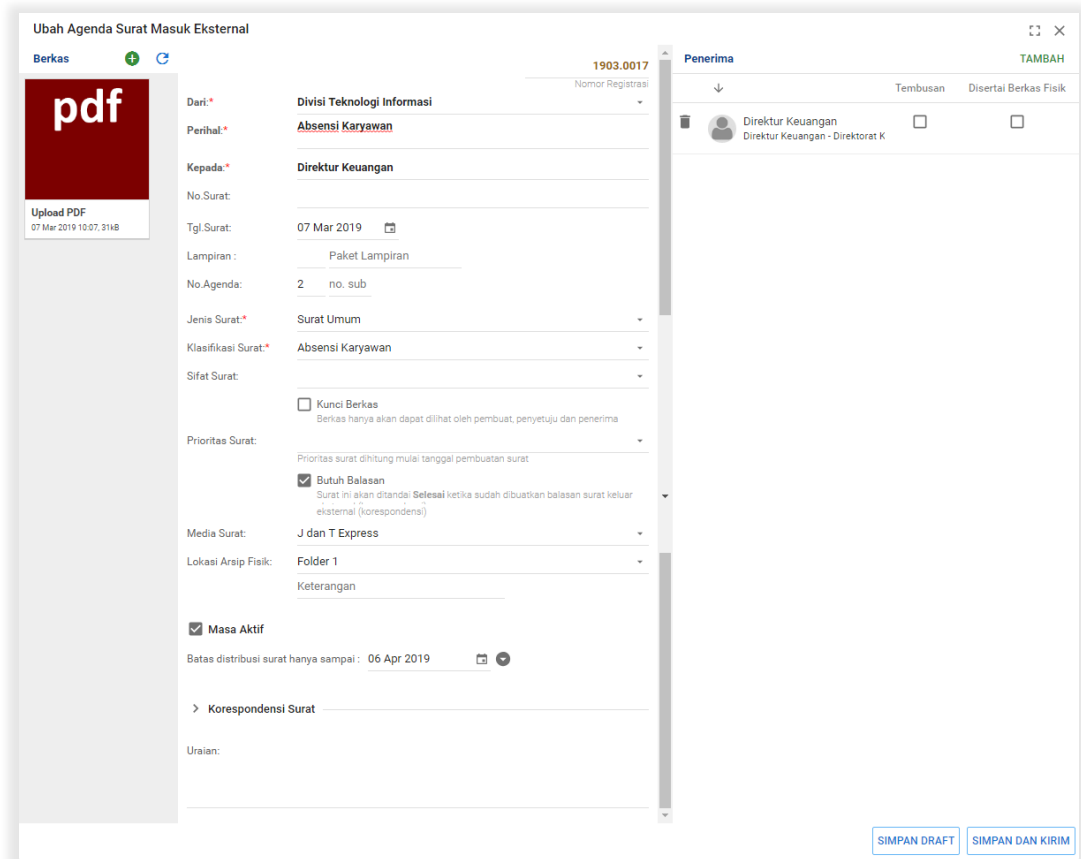 Ubah Agenda Surat Masuk Eksternal
Berkas
pdf
Upload PDF
07 Mar 2019 10:07, 31kB
1903.0017
Nomor Registrasi
Dari:* Divisi Teknologi Informasi
Perihal:* Absensi Karyawan
Kepada:* Direktur Keuangan
No.Surat:
Tgl.Surat: 07 Mar 2019
Lampiran : Paket Lampiran
No.Agenda: 2 no. sub
Jenis Surat:* Surat Umum
Klasifikasi Surat:* Absensi Karyawan
Sifat Surat:
Kunci Berkas
Berkas hanya akan dapat dilihat oleh pembuat, penyetuju dan penerima
Prioritas Surat:
Prioritas surat dihitung mulai tanggal pembuatan surat
Butuh Balasan
Surat ini akan ditandai Selesai ketika sudah dibuatkan balasan surat keluar
eksternal (korespondensi)
Media Surat: J dan T Express
Lokasi Arsip Fisik: Folder 1
Keterangan
Masa Aktif
Batas distribusi surat hanya sampai : 06 Apr 2019
Korespondensi Surat
Uraian:
Penerima TAMBAH
Tembusan Disertai Berkas Fisik
Direktur Keuangan
Direktur Keuangan - Direktorat K
SIMPAN DRAFT SIMPAN DAN KIRIM